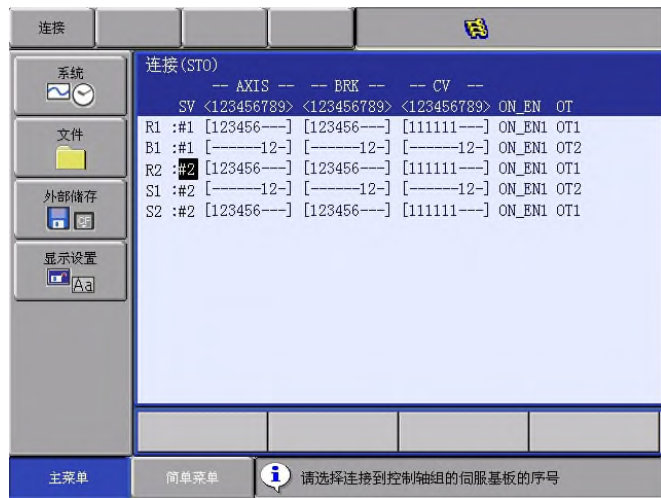 连接
系统
文件
外部储存
CF
显示设置
Aa
连接(STO)
-- AXIS -- -- BRK -- -- CV --
SV <123456789> <123456789> <123456789> ON_EN OT
R1 :#1 [123456---] [123456---] [111111---] ON_EN1 OT1
B1 :#1 [------12-] [------12-] [------12-] ON_EN1 OT2
R2 :#2 [123456---] [123456---] [111111---] ON_EN1 OT1
S1 :#2 [------12-] [------12-] [------12-] ON_EN1 OT2
S2 :#2 [123456---] [123456---] [111111---] ON_EN1 OT1
主菜单
简单菜单
请选择连接到控制轴组的伺服基板的序号